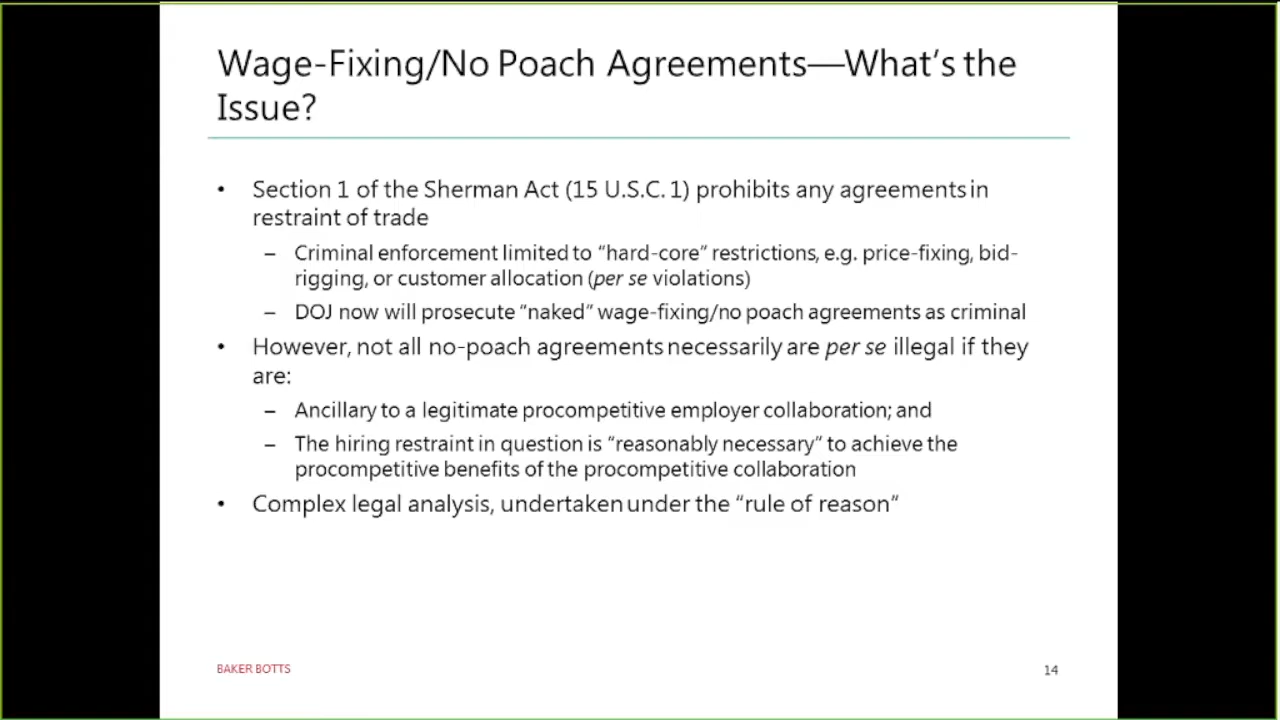 Wage-Fixing/No Poach Agreements—What's the
Issue?
• Section 1 of the Sherman Act (15 U.S.C. 1) prohibits any agreements in
restraint of trade
– Criminal enforcement limited to “hard-core” restrictions, e.g. price-fixing, bid-
rigging, or customer allocation (per se violations)
– DOJ now will prosecute “naked” wage-fixing/no poach agreements as criminal
• However, not all no-poach agreements necessarily are per se illegal if they
are:
– Ancillary to a legitimate procompetitive employer collaboration; and
– The hiring restraint in question is “reasonably necessary” to achieve the
procompetitive benefits of the procompetitive collaboration
• Complex legal analysis, undertaken under the “rule of reason”
BAKER BOTTS
14